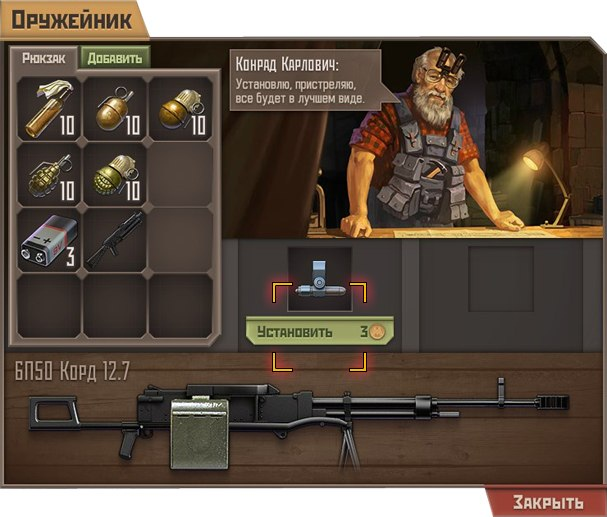 Оружейник
Рюкзак
Добавить
Конрад Карлович:
Установлю, пристреляю,
все будет в лучшем виде.
10
10
10
10
10
3
Установить 3
6П50 Корд 12.7
Закрыть